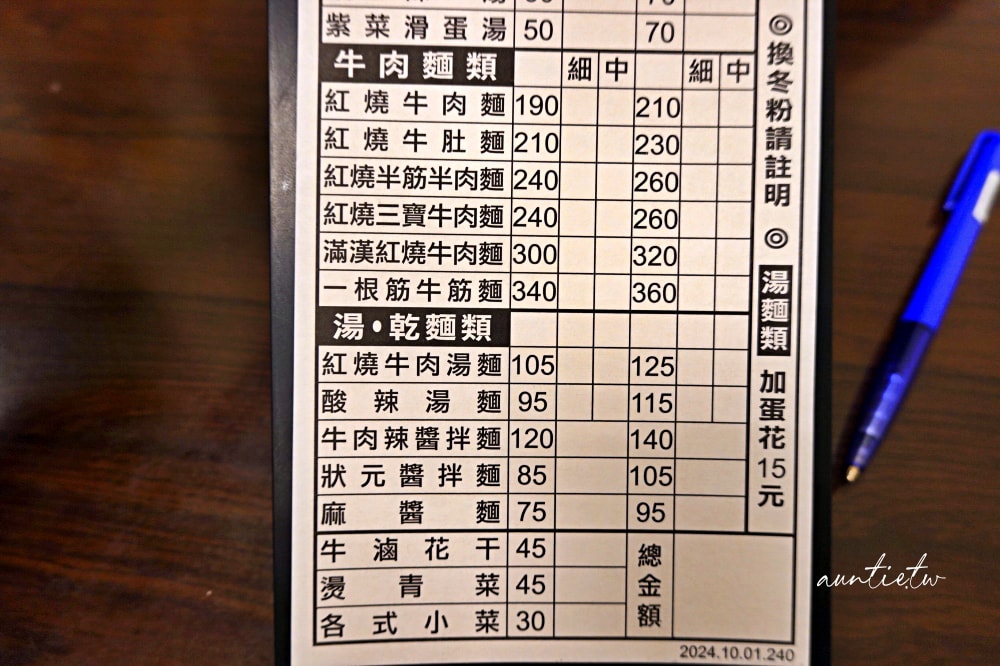 紫菜滑蛋湯 50 70
牛肉麵類 細 中 細 中
紅燒牛肉麵 190 210
紅燒牛肚麵 210 230
紅燒半筋半肉麵 240 260
紅燒三寶牛肉麵 240 260
滿漢紅燒牛肉麵 300 320
一根筋牛筋麵 340 360
湯•乾麵類
紅燒牛肉湯麵 105 125
酸辣湯麵 95 115
牛肉辣醬拌麵 120 140
狀元醬拌麵 85 105
麻醬麵 75 95
牛滷花干 45
燙青菜 45
各式小菜 30
總金額
◎換冬粉請註明 ◎湯麵類 加蛋花15元
2024.10.01.240
auntie.tw